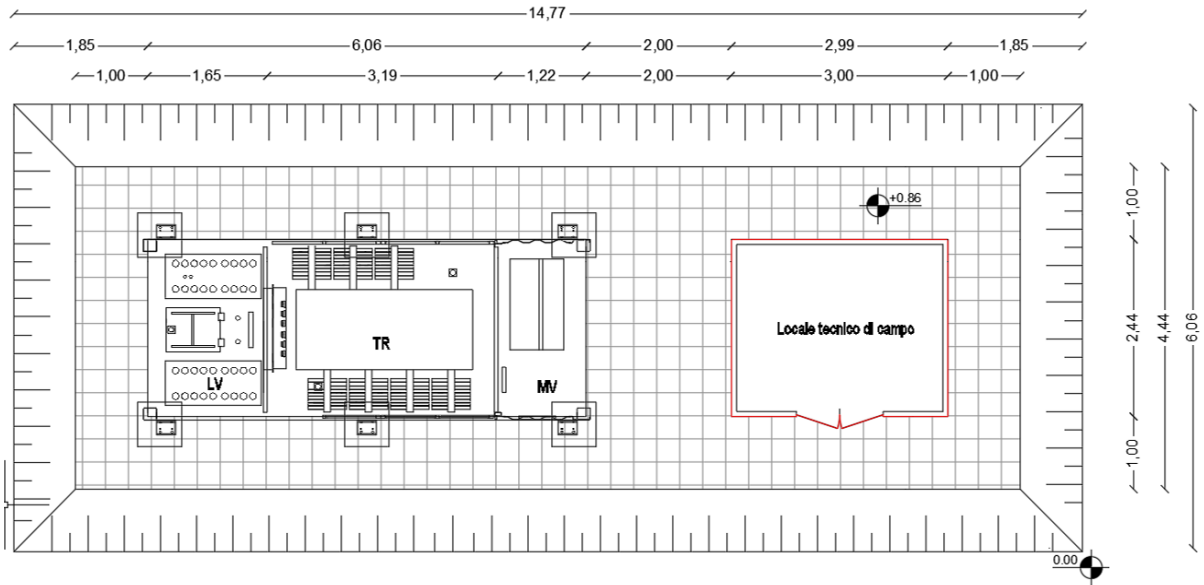 14,77
1,85 6,06 2,00 2,99 1,85
1,00 1,65 3,19 1,22 2,00 3,00 1,00
+0.86
1,00
2,44
4,44
6,06
1,00
Locale tecnico di campo
TR
LV
MV
0.00